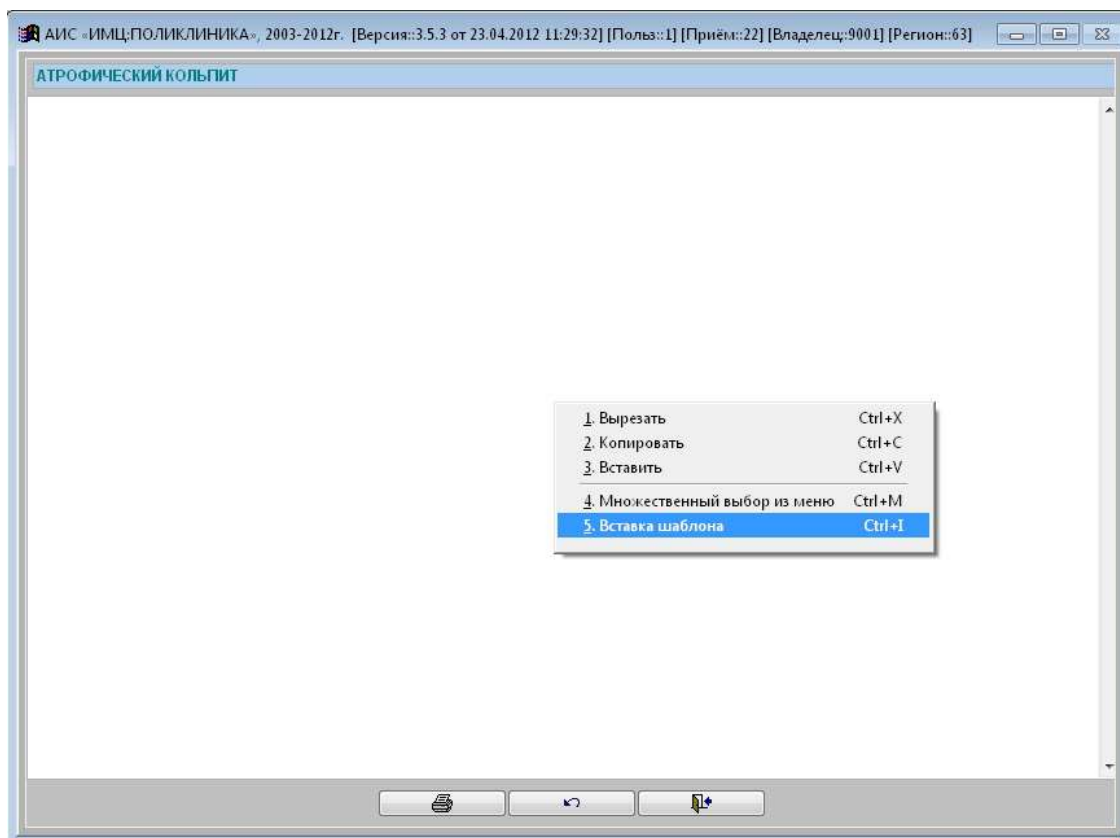 АИС «ИМЦ:ПОЛИКЛИНИКА», 2003-2012г. [Версия::3.5.3 от 23.04.2012 11:29:32] [Польз::1] [Приём::22] [Владелец::9001] [Регион::63]
АТРОФИЧЕСКИЙ КОЛЬПИТ
1. Вырезать Ctrl+X
2. Копировать Ctrl+C
3. Вставить Ctrl+V
4. Множественный выбор из меню Ctrl+M
5. Вставка шаблона Ctrl+I